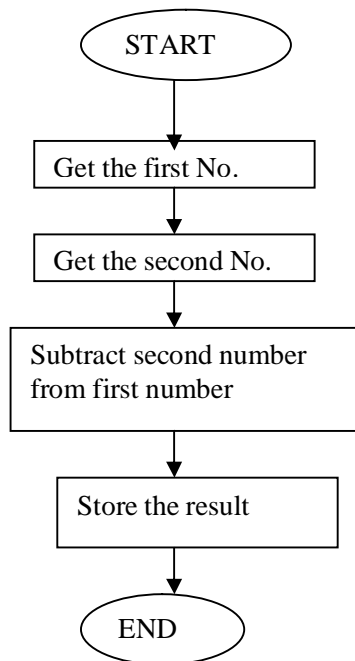 START
Get the first No.
Get the second No.
Subtract second number
from first number
Store the result
END